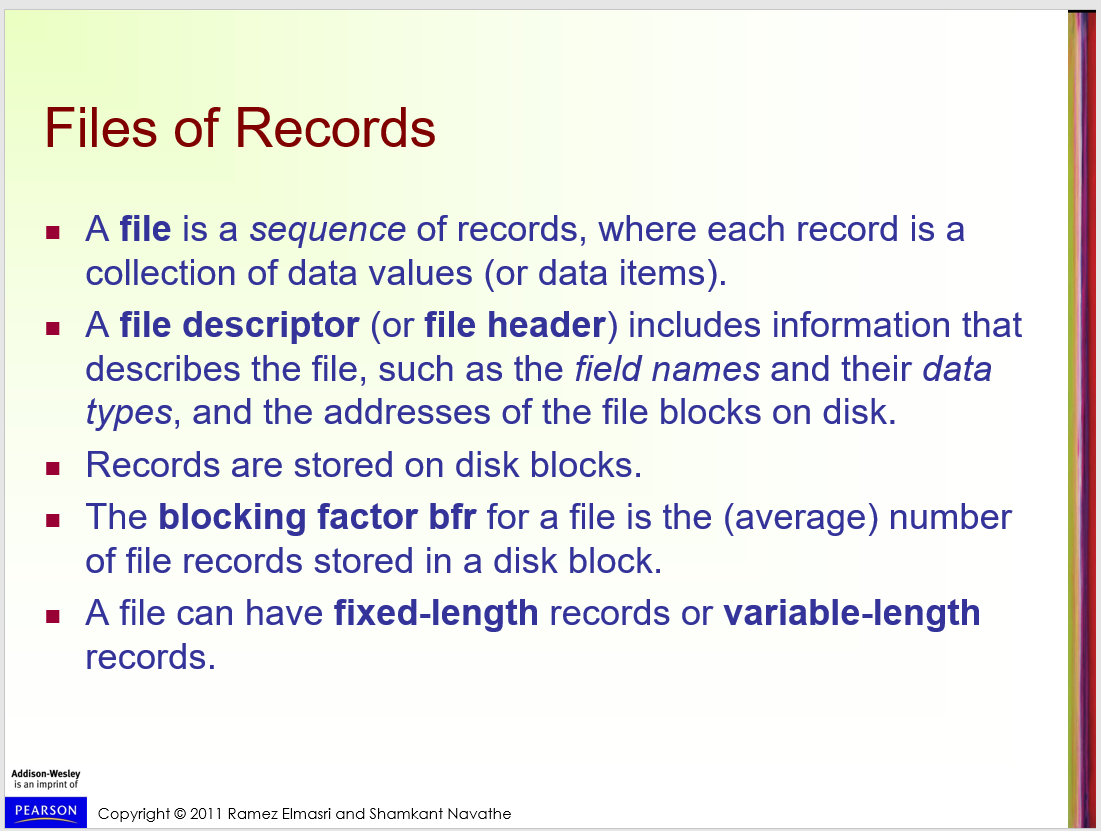 Files of Records
A file is a sequence of records, where each record is a
collection of data values (or data items).
A file descriptor (or file header) includes information that
describes the file, such as the field names and their data
types, and the addresses of the file blocks on disk.
Records are stored on disk blocks.
The blocking factor bfr for a file is the (average) number
of file records stored in a disk block.
A file can have fixed-length records or variable-length
records.
Addison-Wesley
is an imprint of
PEARSON
Copyright © 2011 Ramez Elmasri and Shamkant Navathe